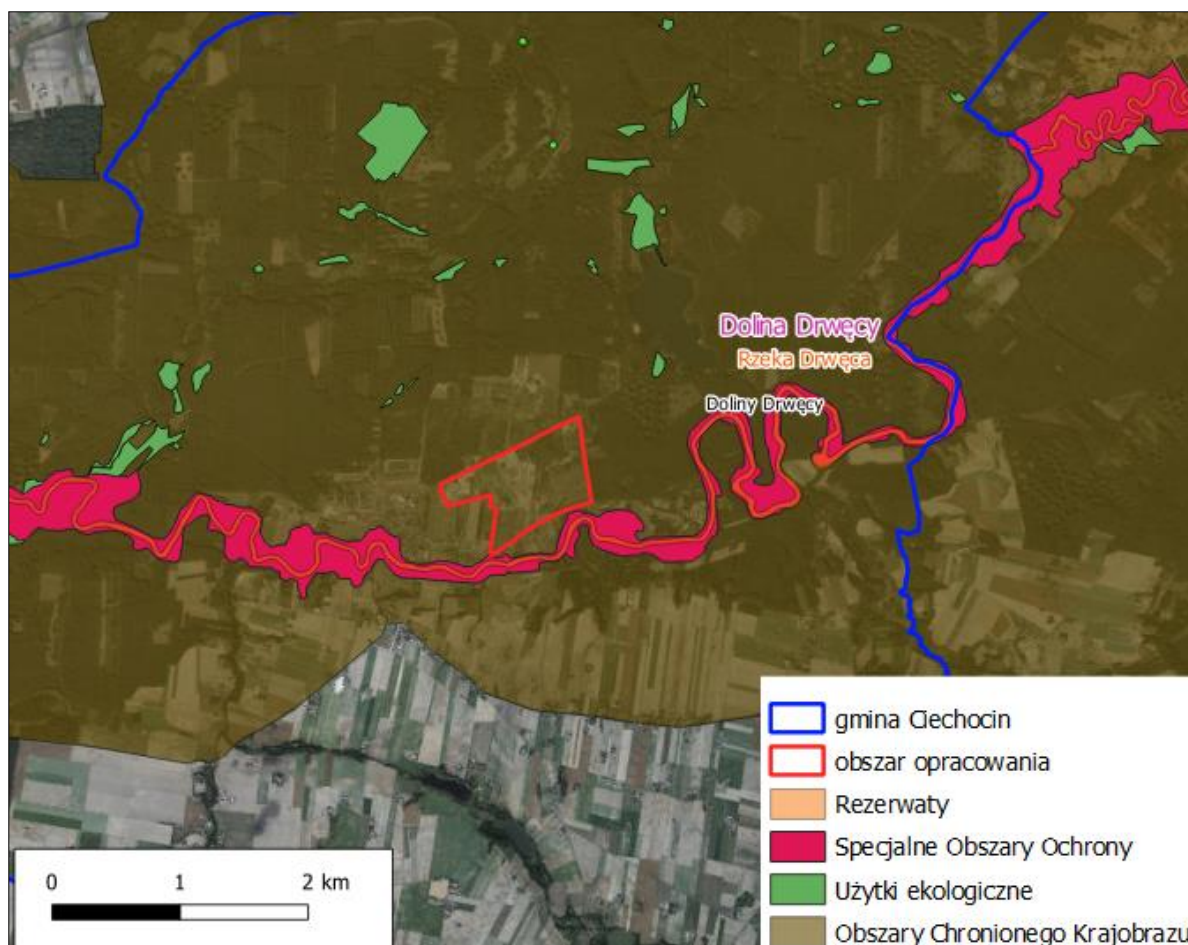 Dolina Drwęcy
Rzeka Drwęca
Doliny Drwęcy
gmina Ciechocin
obszar opracowania
Rezerwaty
Specjalne Obszary Ochrony
Użytki ekologiczne
Obszary Chronionego Krajobrazu
0 1 2 km